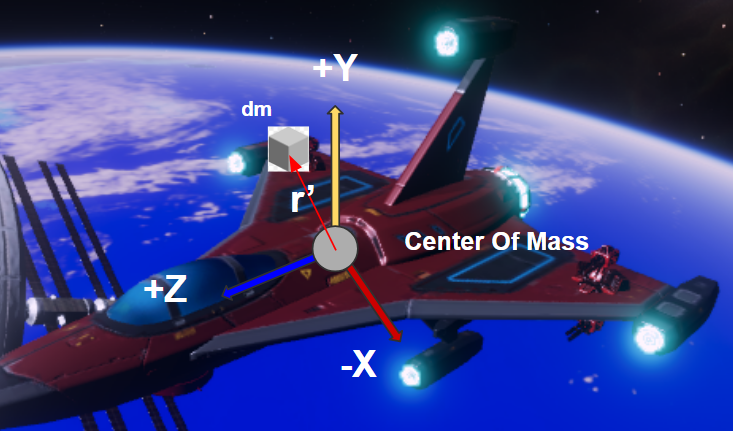 +Y
dm
r’
Center Of Mass
+Z
-X